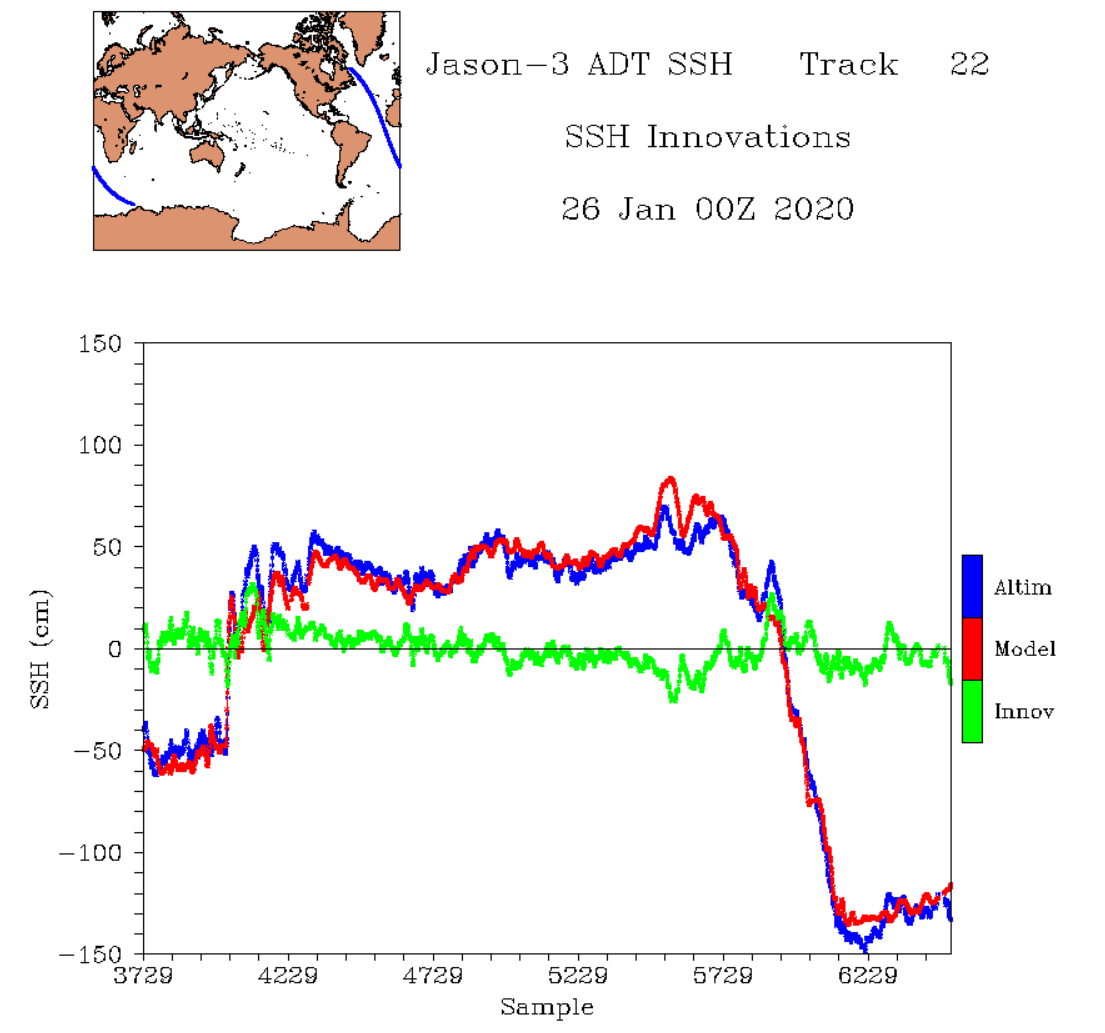 Jason-3 ADT SSH Track 22
SSH Innovations
26 Jan 00Z 2020
150
100
50
0
-50
-100
-150
SSH (cm)
3729 4229 4729 5229 5729 6229
Sample
Altim
Model
Innov